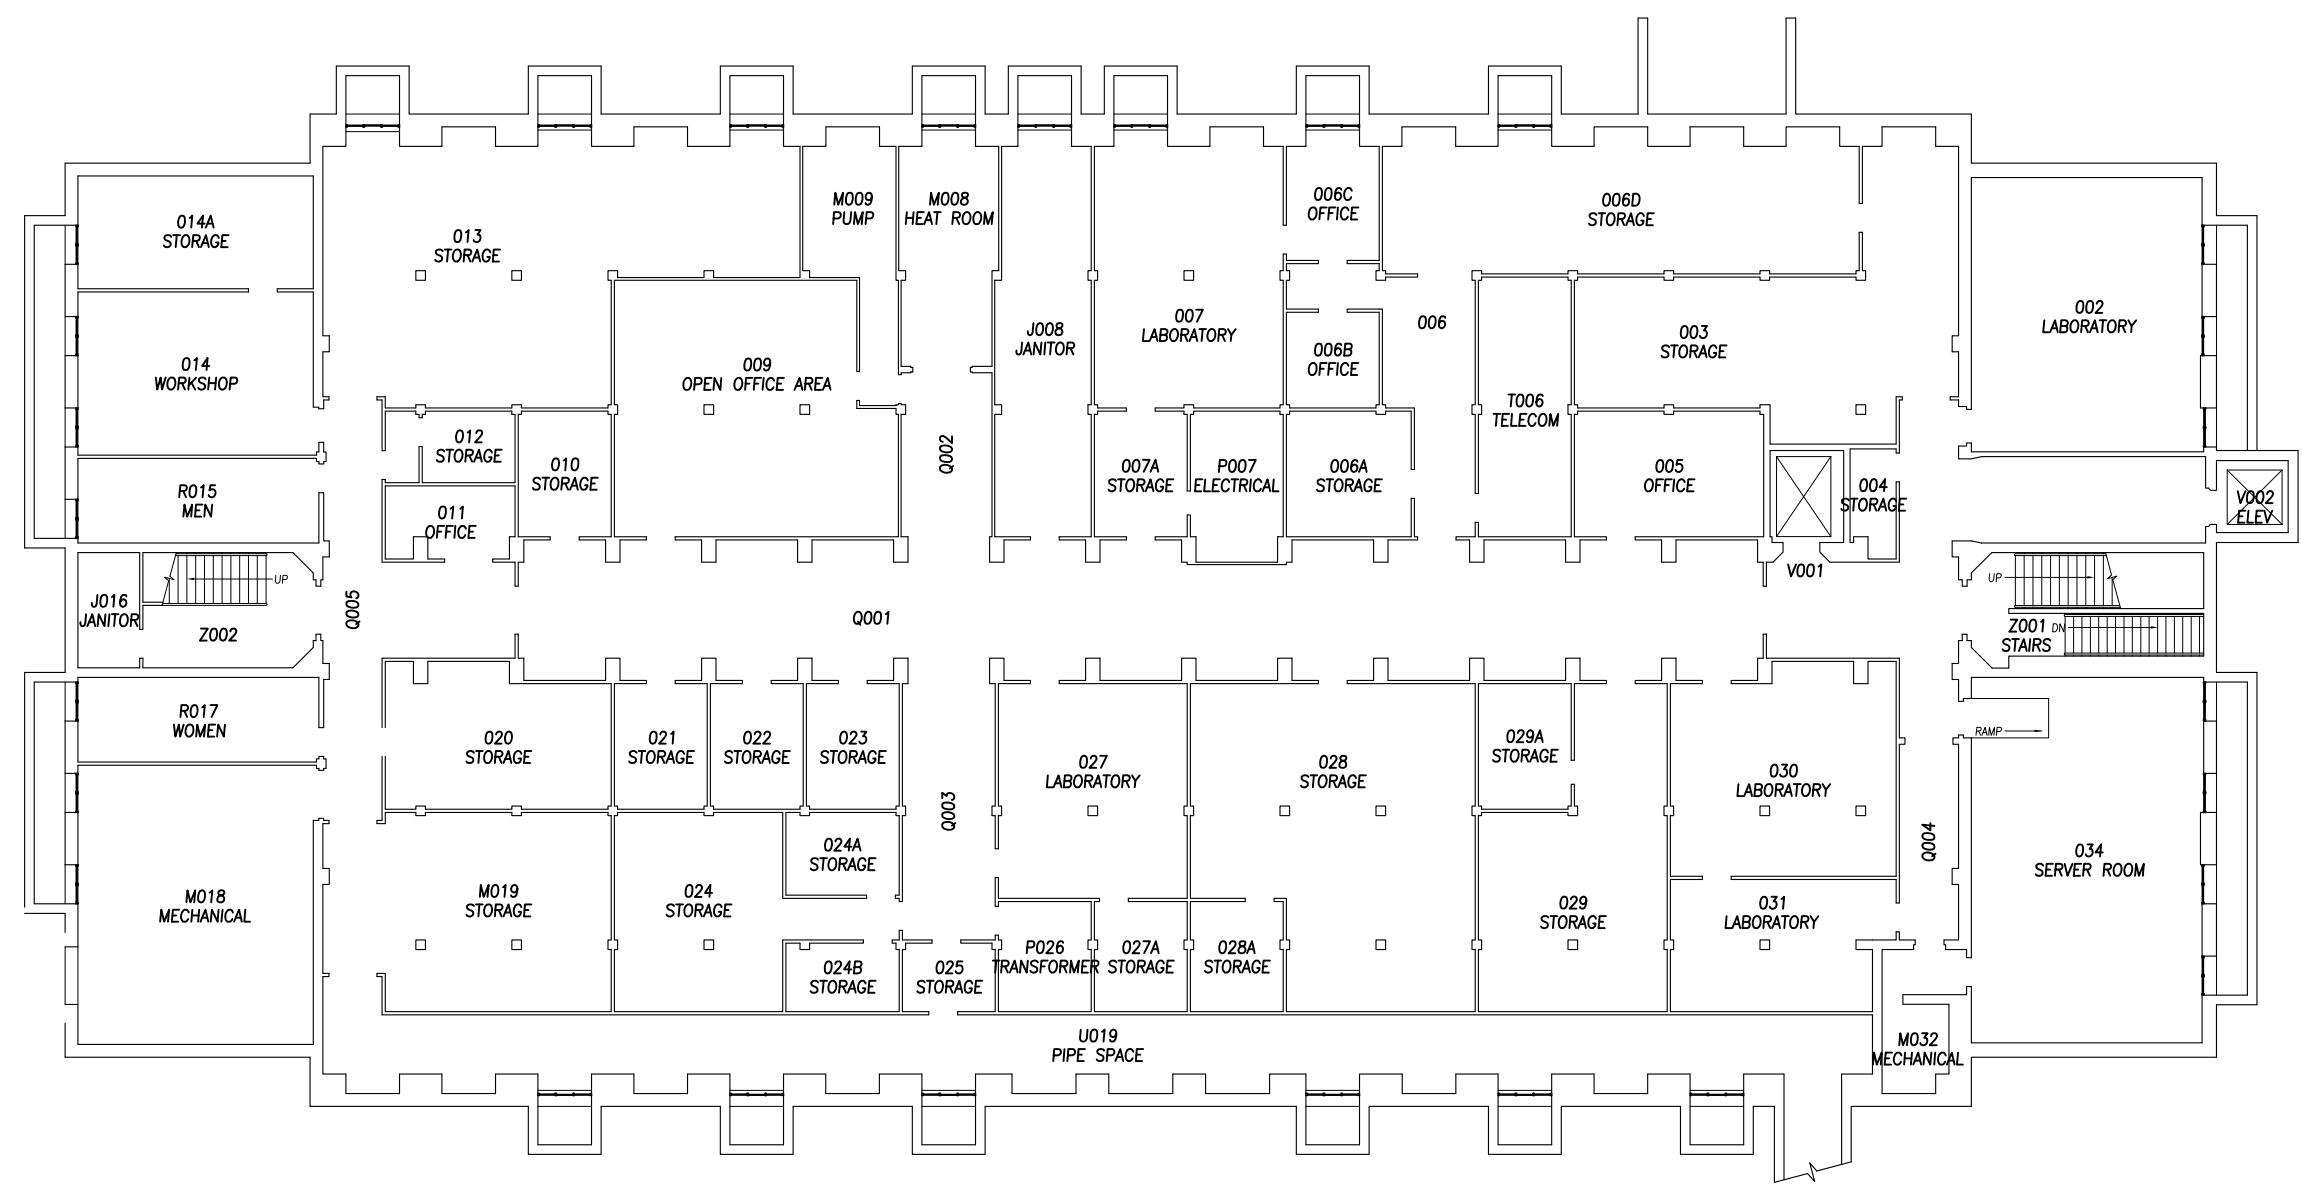 014A
STORAGE
013
STORAGE
M009
PUMP
M008
HEAT ROOM
006C
OFFICE
006D
STORAGE
014
WORKSHOP
009
OPEN OFFICE AREA
J008
JANITOR
007
LABORATORY
006B
OFFICE
006
003
STORAGE
002
LABORATORY
T006
TELECOM
012
STORAGE
010
STORAGE
Q002
007A
STORAGE
P007
ELECTRICAL
006A
STORAGE
005
OFFICE
004
STORAGE
V002
ELEV
R015
MEN
011
OFFICE
UP
J016
JANITOR
Z002
Q005
Q001
V001
UP
Z001
STAIRS
DN
R017
WOMEN
020
STORAGE
021
STORAGE
022
STORAGE
023
STORAGE
027
LABORATORY
028
STORAGE
029A
STORAGE
030
LABORATORY
RAMP
Q003
Q004
M018
MECHANICAL
M019
STORAGE
024
STORAGE
024A
STORAGE
029
STORAGE
031
LABORATORY
034
SERVER ROOM
024B
STORAGE
025
STORAGE
P026
TRANSFORMER
027A
STORAGE
028A
STORAGE
U019
PIPE SPACE
M032
MECHANICAL